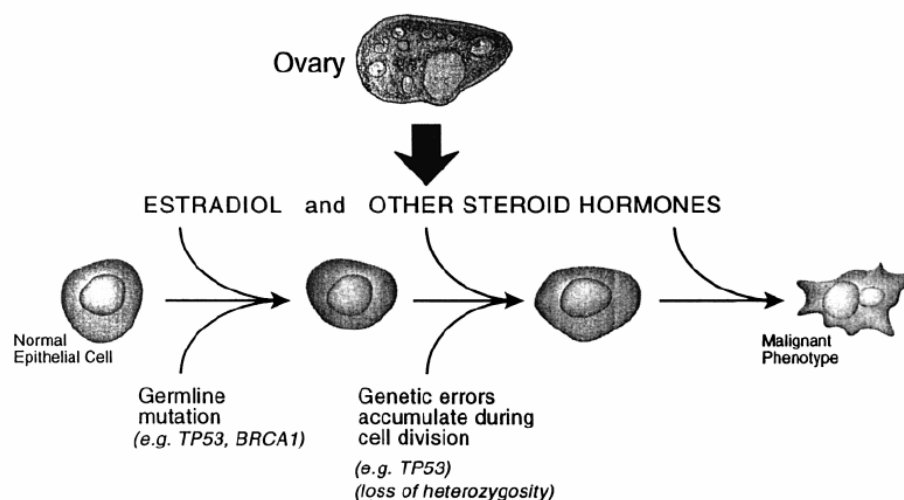 Ovary
ESTRADIOL and OTHER STEROID HORMONES
Normal
Epithelial Cell
Malignant
Phenotype
Germline
mutation
(e.g. TP53, BRCA1)
Genetic errors
accumulate during
cell division
(e.g. TP53)
(loss of heterozygosity)